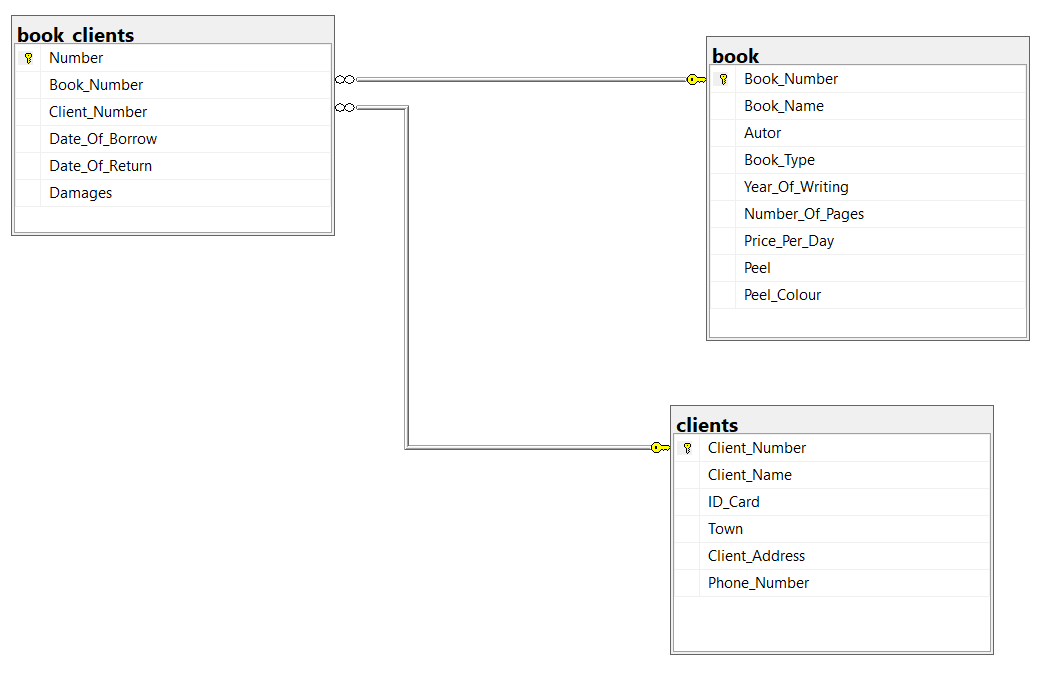 book_clients
Number
Book_Number
Client_Number
Date_Of_Borrow
Date_Of_Return
Damages
book
Book_Number
Book_Name
Autor
Book_Type
Year_Of_Writing
Number_Of_Pages
Price_Per_Day
Peel
Peel_Colour
clients
Client_Number
Client_Name
ID_Card
Town
Client_Address
Phone_Number